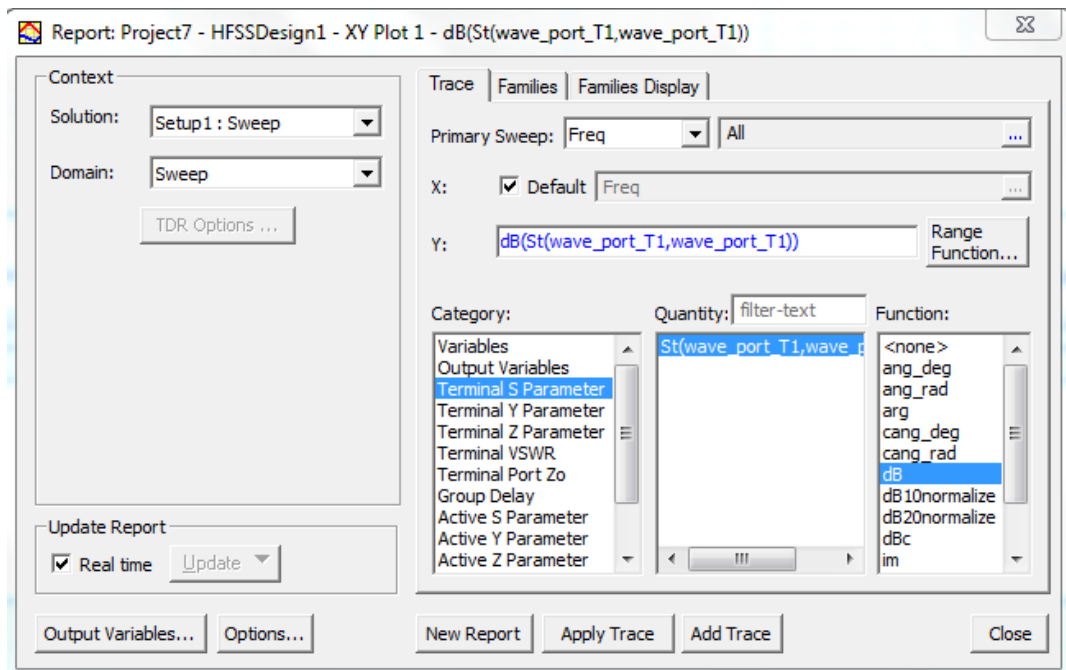 Report: Project7 - HFSSDesign1 - XY Plot 1 - dB(St(wave_port_T1,wave_port_T1))
Context
Solution: Setup1 : Sweep
Domain: Sweep
TDR Options ...
Update Report
Real time Update
Output Variables... Options...
Trace Families Families Display
Primary Sweep: Freq All ...
X: Default Freq ...
Y: dB(St(wave_port_T1,wave_port_T1)) Range
Function...
Category:
Variables
Output Variables
Terminal S Parameter
Terminal Y Parameter
Terminal Z Parameter
Terminal VSWR
Terminal Port Zo
Group Delay
Active S Parameter
Active Y Parameter
Active Z Parameter
Quantity: filter-text
St(wave_port_T1,wave_p
Function:
<none>
ang_deg
ang_rad
arg
cang_deg
cang_rad
dB
dB10normalize
dB20normalize
dBc
im
New Report Apply Trace Add Trace Close